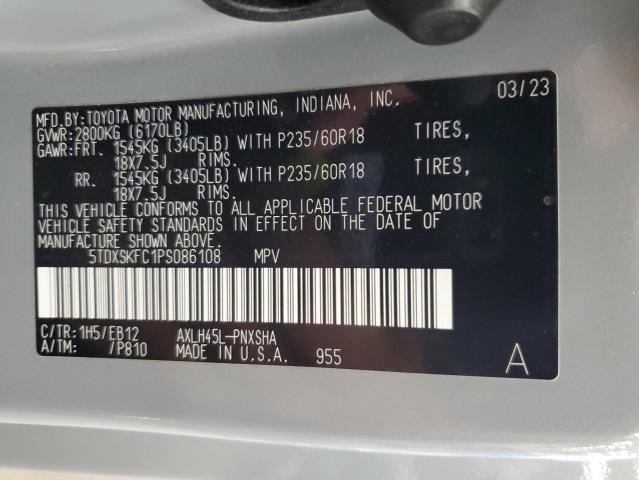 MFD.BY:TOYOTA MOTOR MANUFACTURING, INDIANA, INC. 03/23
GVWR:2800KG (6170LB)
GAWR:FRT. 1545KG (3405LB) WITH P235/60R18 TIRES,
18X7.5J RIMS.
RR. 1545KG (3405LB) WITH P235/60R18 TIRES,
18X7.5J RIMS.
THIS VEHICLE CONFORMS TO ALL APPLICABLE FEDERAL MOTOR
VEHICLE SAFETY STANDARDS IN EFFECT ON THE DATE OF
MANUFACTURE SHOWN ABOVE.
5TDXSKFC1PS086108 MPV
C/TR:1H5/EB12 AXLH45L-PNXSHA
A/TM: /P810 MADE IN U.S.A. 955 A